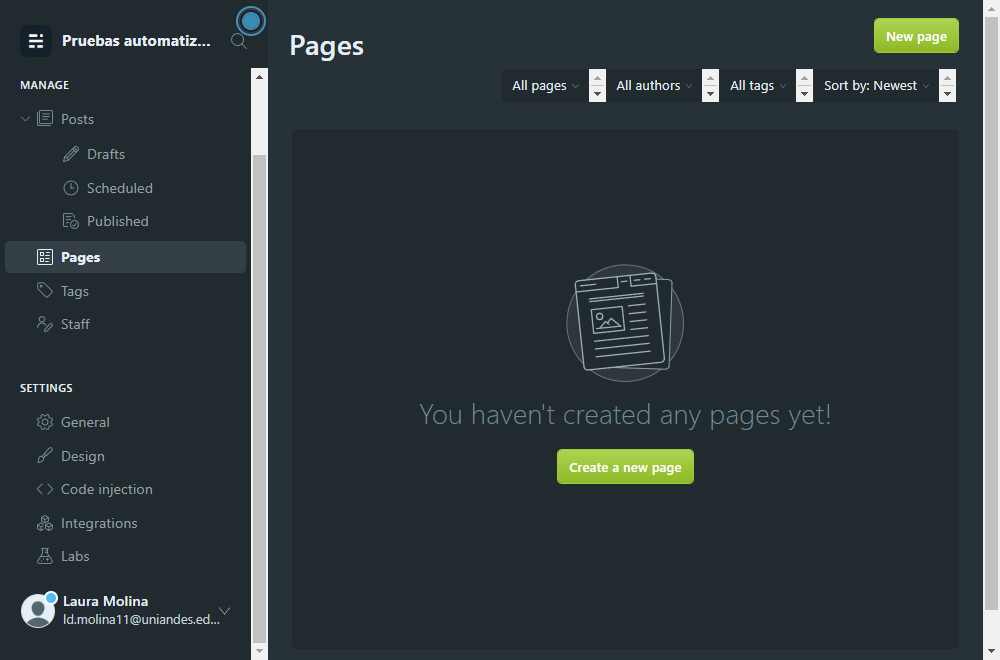 Pruebas automatiz...
MANAGE
Posts
Drafts
Scheduled
Published
Pages
Tags
Staff
SETTINGS
General
Design
Code injection
Integrations
Labs
Laura Molina
ld.molina11@uniandes.ed...
Pages
New page
All pages
All authors
All tags
Sort by: Newest
You haven't created any pages yet!
Create a new page